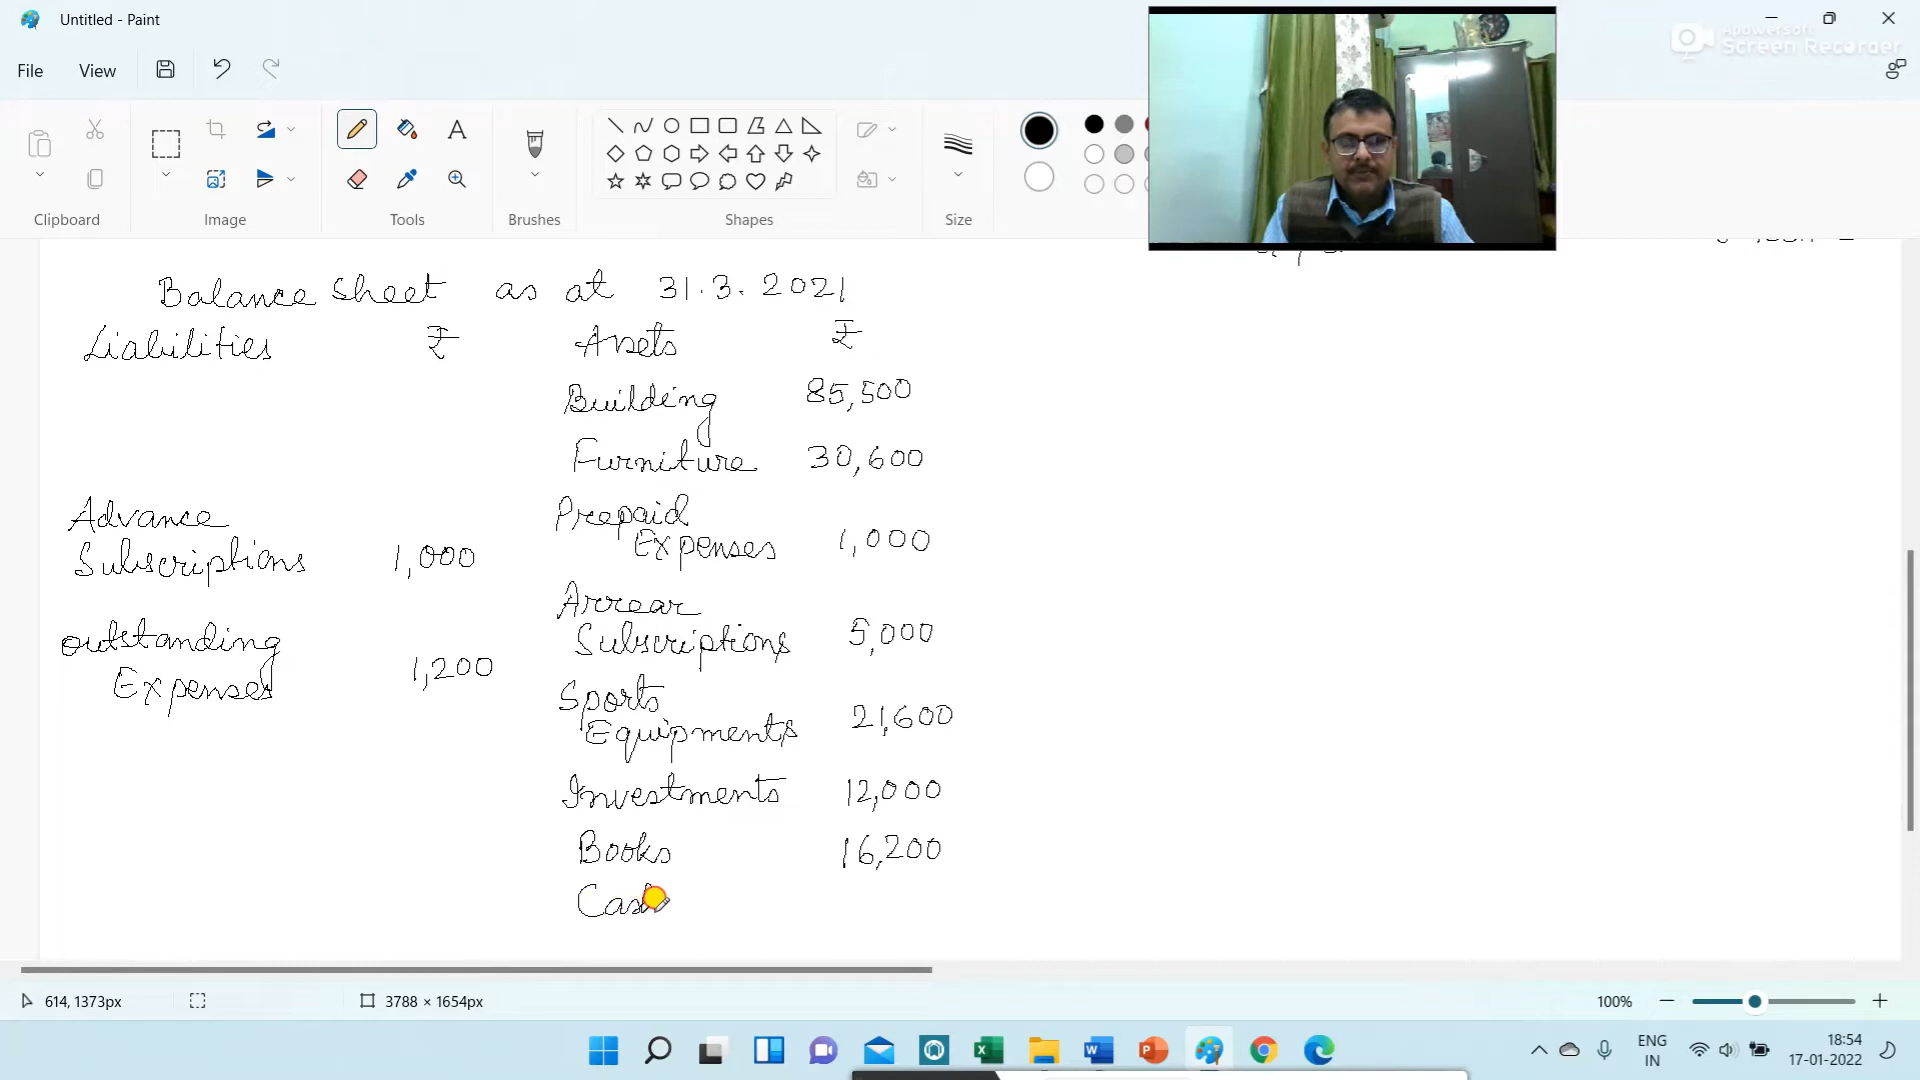 Untitled - Paint
Apowersoft
Screen Recorder
File View
Clipboard Image Tools Brushes Shapes Size
Balance Sheet as at 31.3.2021
Liabilities ₹ Assets ₹
Building 85,500
Furniture 30,600
Advance Prepaid
Subscriptions 1,000 Expenses 1,000
Arrear
Subscriptions 5,000
outstanding
Expenses 1,200
Sports
Equipments 21,600
Investments 12,000
Books 16,200
Cash
614, 1373px 3788 × 1654px 100%
ENG 18:54
IN 17-01-2022